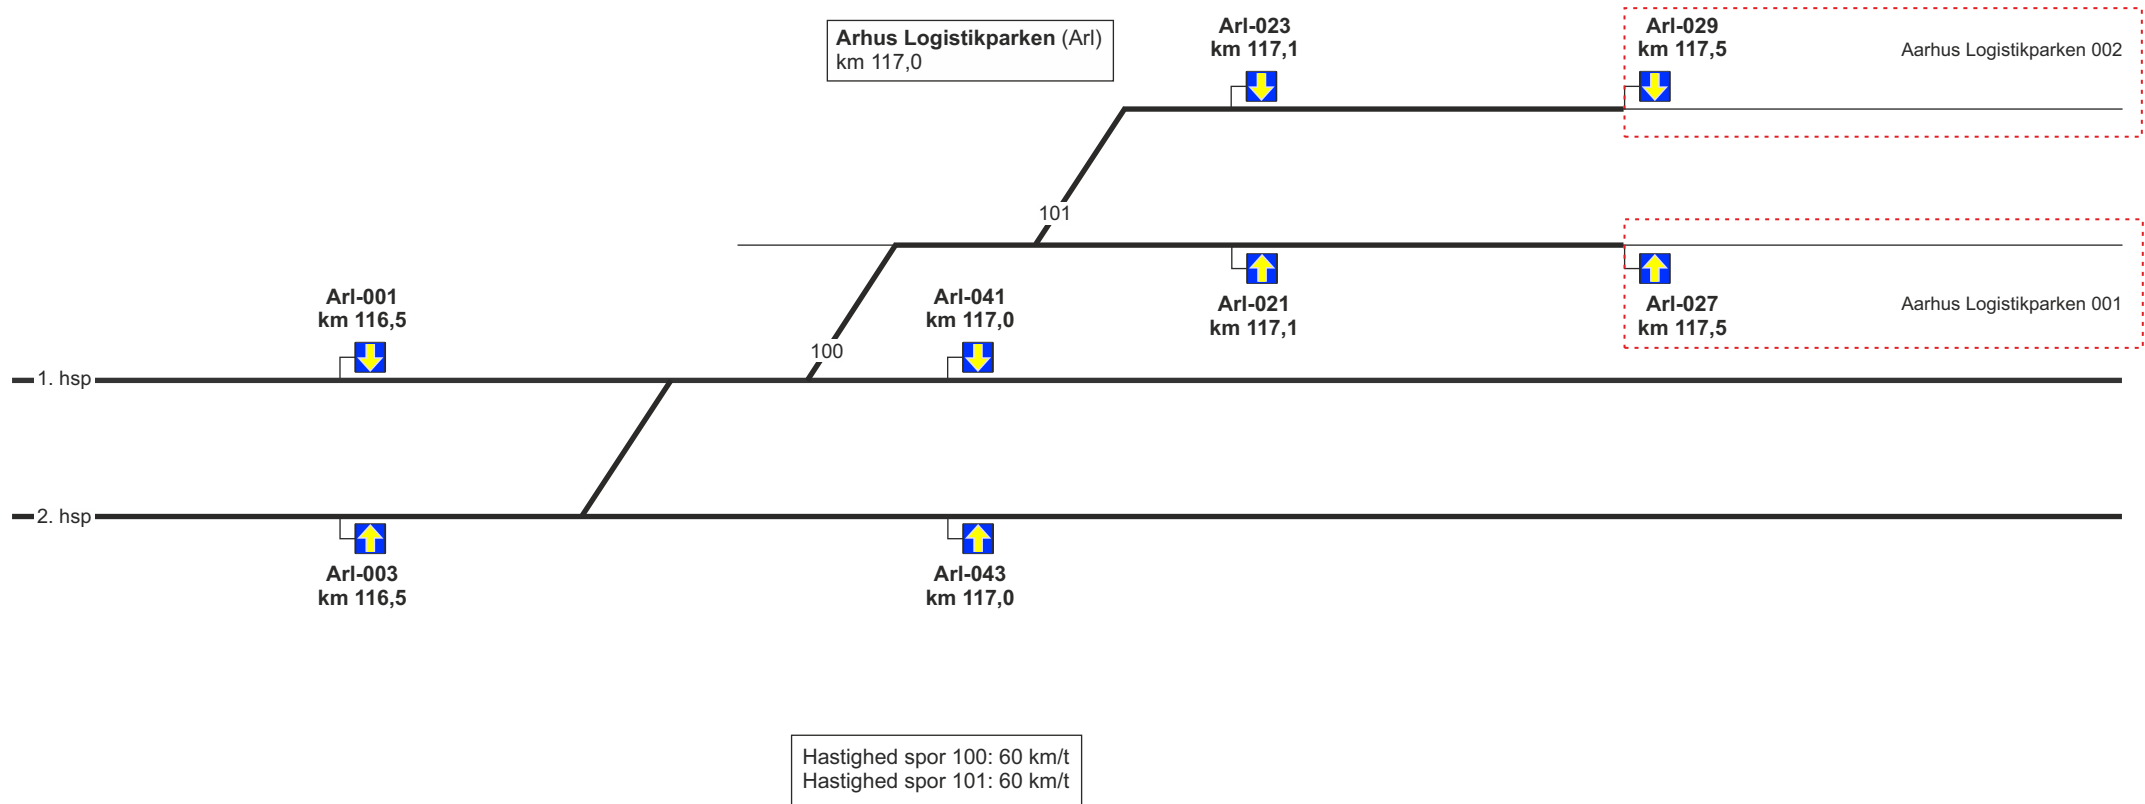 Arhus Logistikparken (Arl)
km 117,0
Arl-023
km 117,1
Arl-029
km 117,5
Aarhus Logistikparken 002
101
Arl-001
km 116,5
Arl-041
km 117,0
Arl-021
km 117,1
Arl-027
km 117,5
Aarhus Logistikparken 001
100
1. hsp
2. hsp
Arl-003
km 116,5
Arl-043
km 117,0
Hastighed spor 100: 60 km/t
Hastighed spor 101: 60 km/t